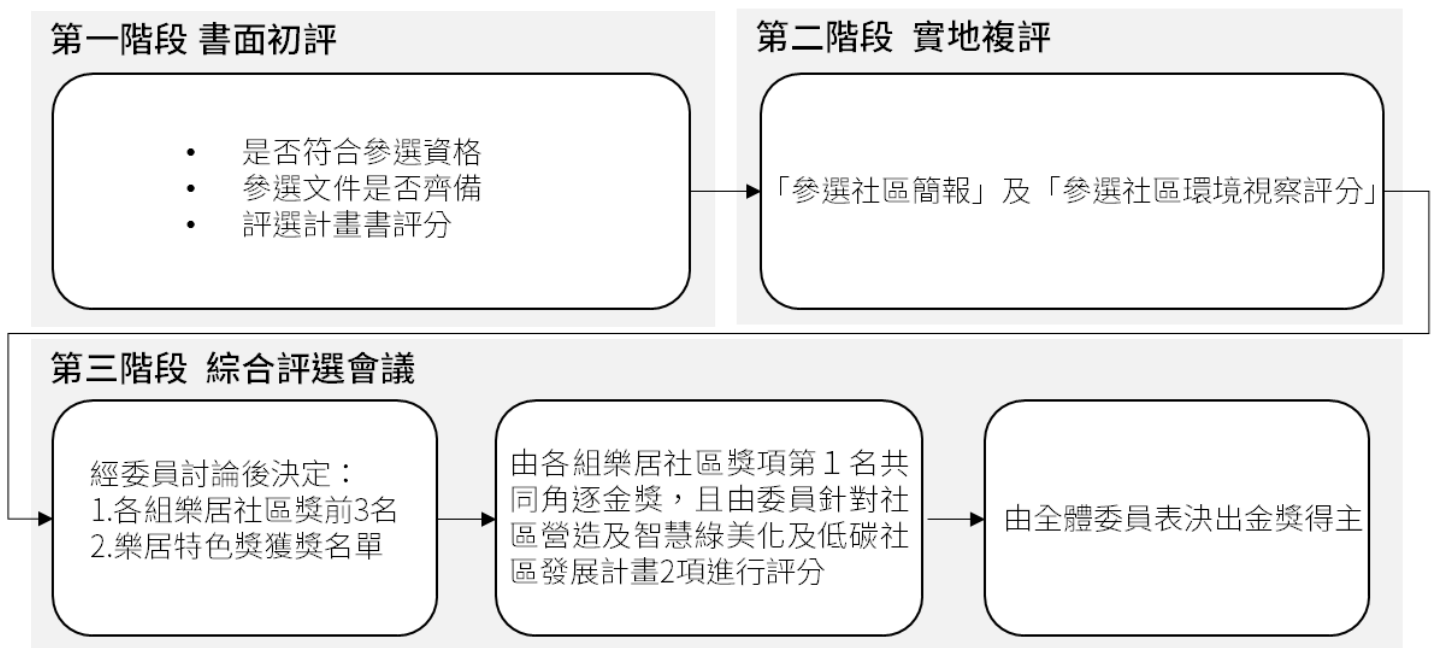 第一階段 書面初評
• 是否符合參選資格
• 參選文件是否齊備
• 評選計畫書評分
第二階段 實地複評
「參選社區簡報」及「參選社區環境視察評分」
第三階段 綜合評選會議
經委員討論後決定：
1.各組樂居社區獎前3名
2.樂居特色獎獲獎名單
由各組樂居社區獎項第１名共
同角逐金獎，且由委員針對社
區營造及智慧綠美化及低碳社
區發展計畫2項進行評分
由全體委員表決出金獎得主